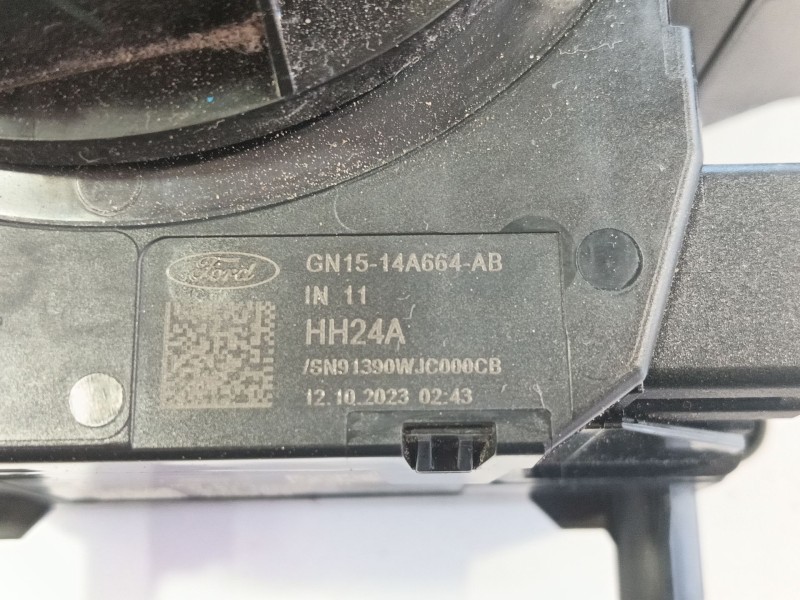 Ford
GN15-14A664-AB
IN 11
HH24A
/SN91390WJC000CB
12.10.2023 02:43